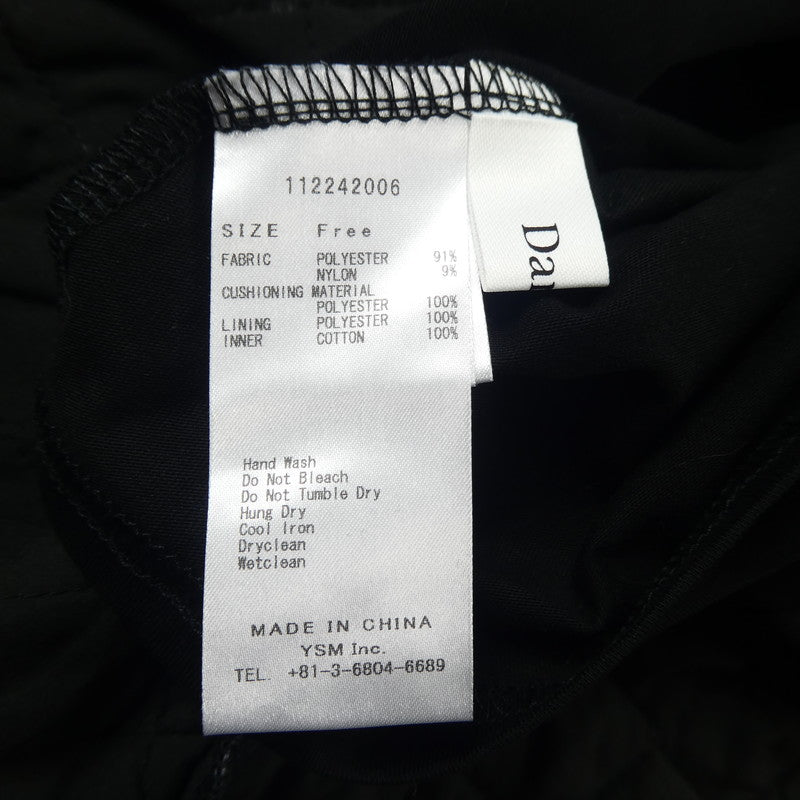 112242006
SIZE Free
FABRIC POLYESTER 91%
NYLON 9%
CUSHIONING MATERIAL
POLYESTER 100%
LINING POLYESTER 100%
INNER COTTON 100%
Hand Wash
Do Not Bleach
Do Not Tumble Dry
Hung Dry
Cool Iron
Dryclean
Wetclean
MADE IN CHINA
YSM Inc.
TEL. +81-3-6804-6689